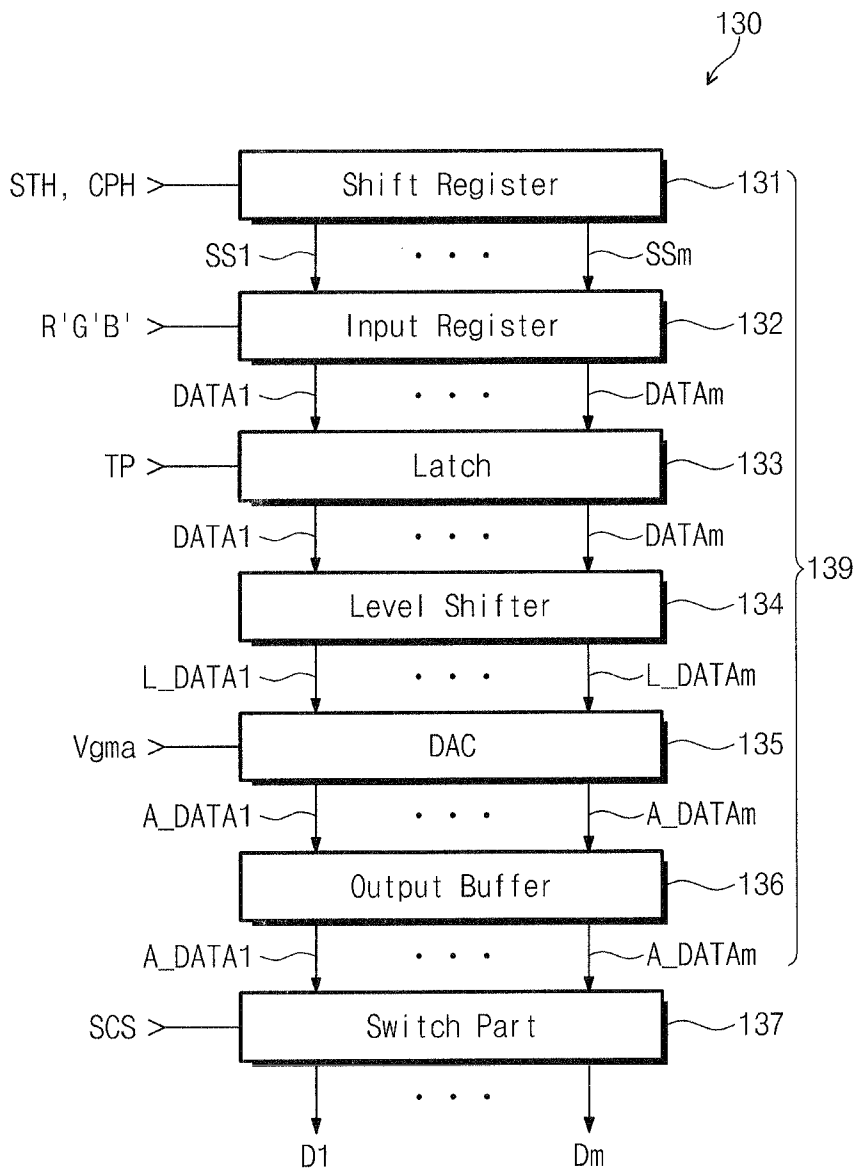 130
STH, CPH Shift Register 131
SS1 SSm
R'G'B' Input Register 132
DATA1 DATAm
TP Latch 133
DATA1 DATAm
139
Level Shifter 134
L_DATA1 L_DATAm
Vgma DAC 135
A_DATA1 A_DATAm
Output Buffer 136
A_DATA1 A_DATAm
SCS Switch Part 137
D1 Dm